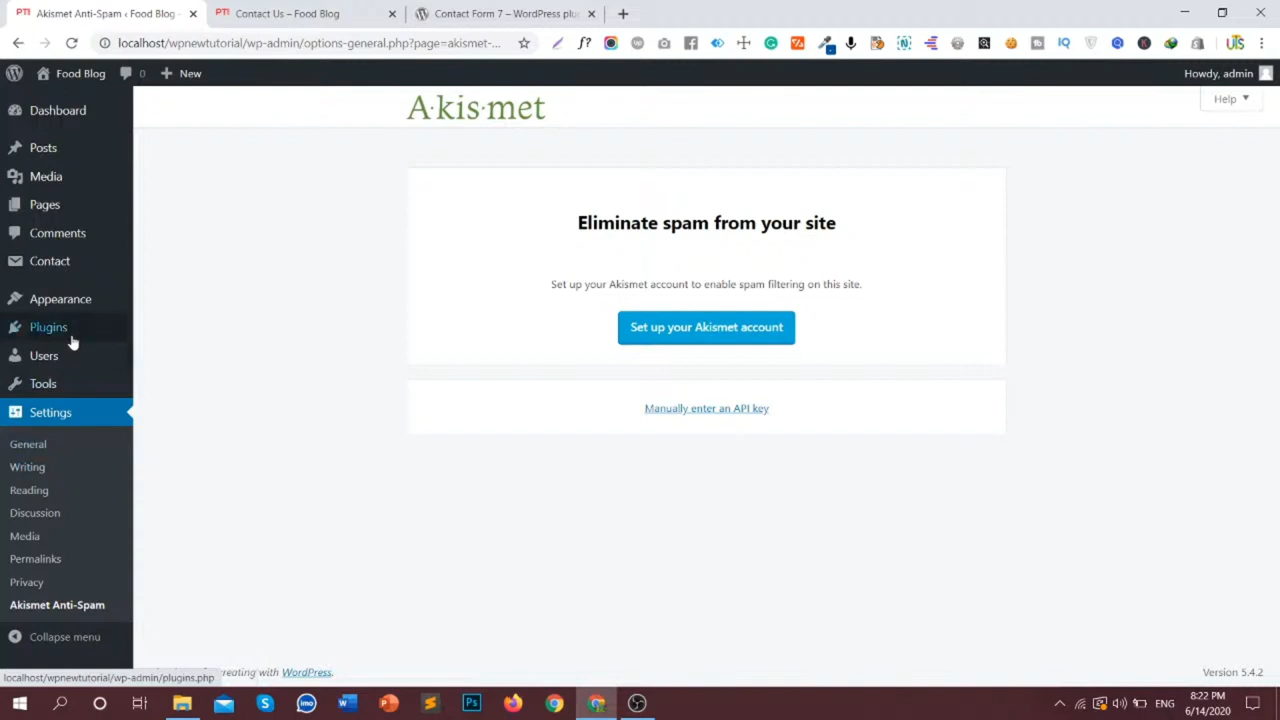 PTI Akismet Anti-Spam ‹ Food Blog -
PTI Contact Us – Food Blog
Contact Form 7 – WordPress plu
localhost/wpnewtutorial/wp-admin/options-general.php?page=akismet-...
Food Blog 0 New
Howdy, admin
Dashboard
Posts
Media
Pages
Comments
Contact
Appearance
Plugins
Users
Tools
Settings
General
Writing
Reading
Discussion
Media
Permalinks
Privacy
Akismet Anti-Spam
Collapse menu
A·kis·met
Help
Eliminate spam from your site
Set up your Akismet account to enable spam filtering on this site.
Set up your Akismet account
Manually enter an API key
reating with WordPress.
Version 5.4.2
localhost/wpnewtutorial/wp-admin/plugins.php
ENG
8:22 PM
6/14/2020